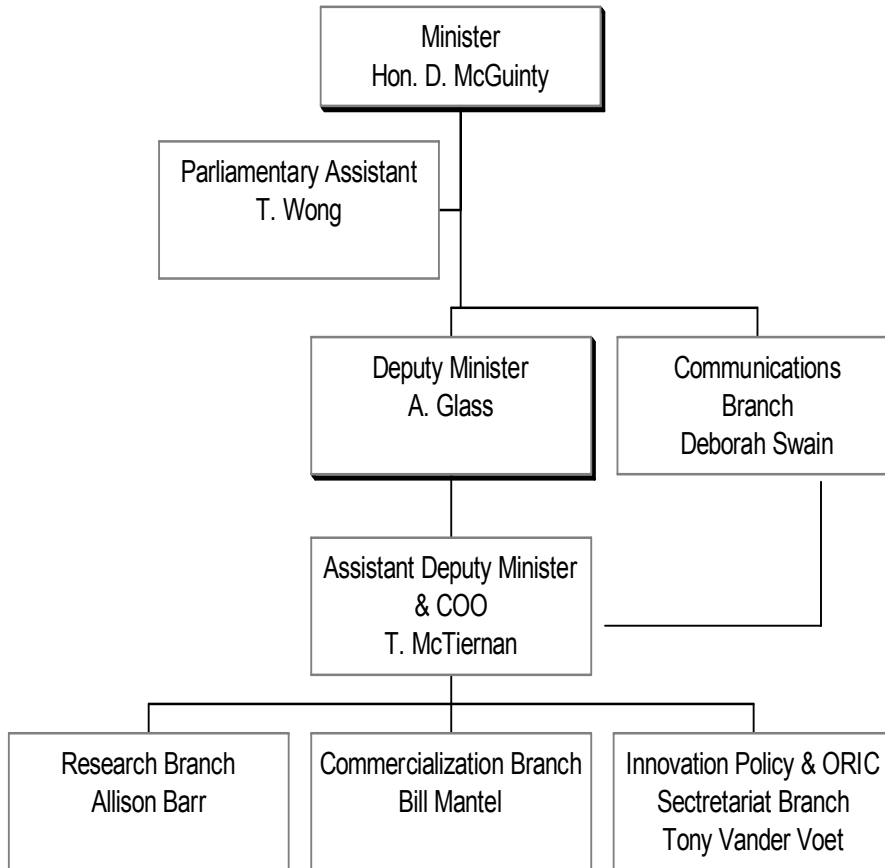 Minister
Hon. D. McGuinty
Parliamentary Assistant
T. Wong
Deputy Minister
A. Glass
Communications
Branch
Deborah Swain
Assistant Deputy Minister
& COO
T. McTiernan
Research Branch
Allison Barr
Commercialization Branch
Bill Mantel
Innovation Policy & ORIC
Sectretariat Branch
Tony Vander Voet